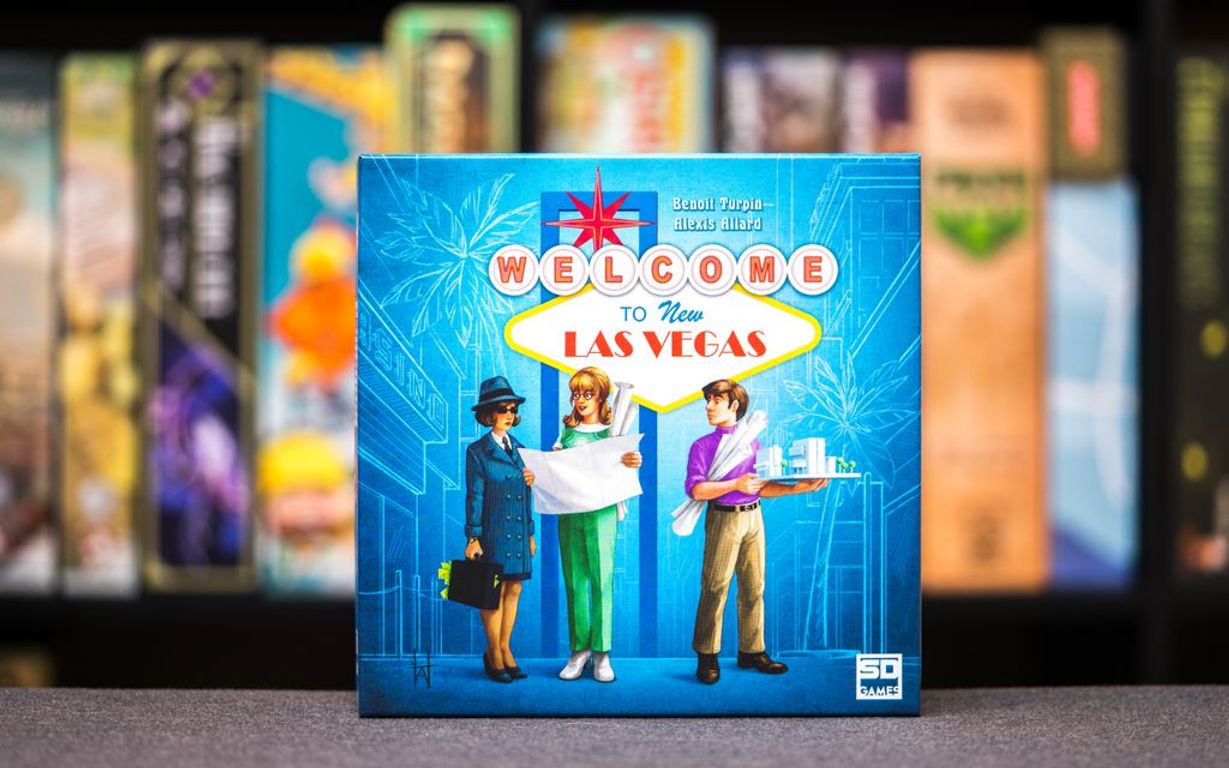 Benoit Turpin
Alexis Allard
WELCOME
TO New
LAS VEGAS
SD
GAMES